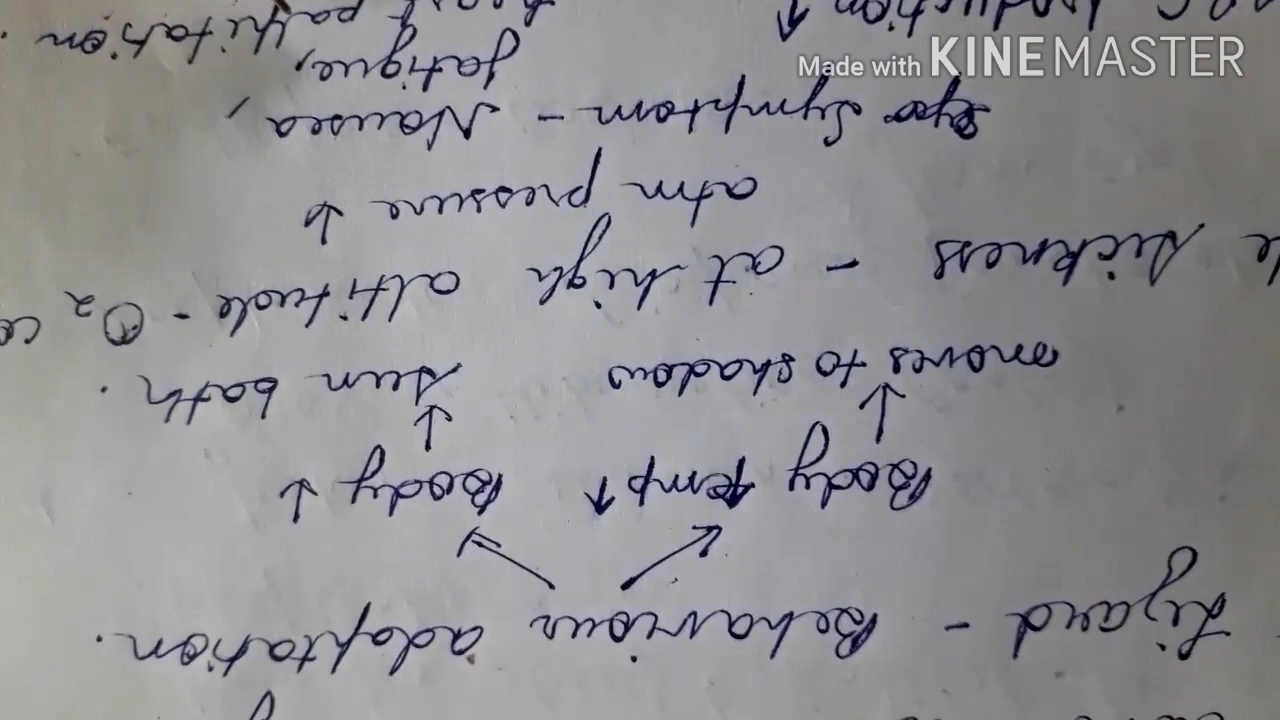 Lizard - Behaviour adaptation.
Body temp ↑ Body ↓
moves to shadow sun bath.
sickness - at high altitude - O2
atm pressure ↓
Symptom - Nausea,
fatigue,
production ↑ heart palpitation.
Made with KINEMASTER